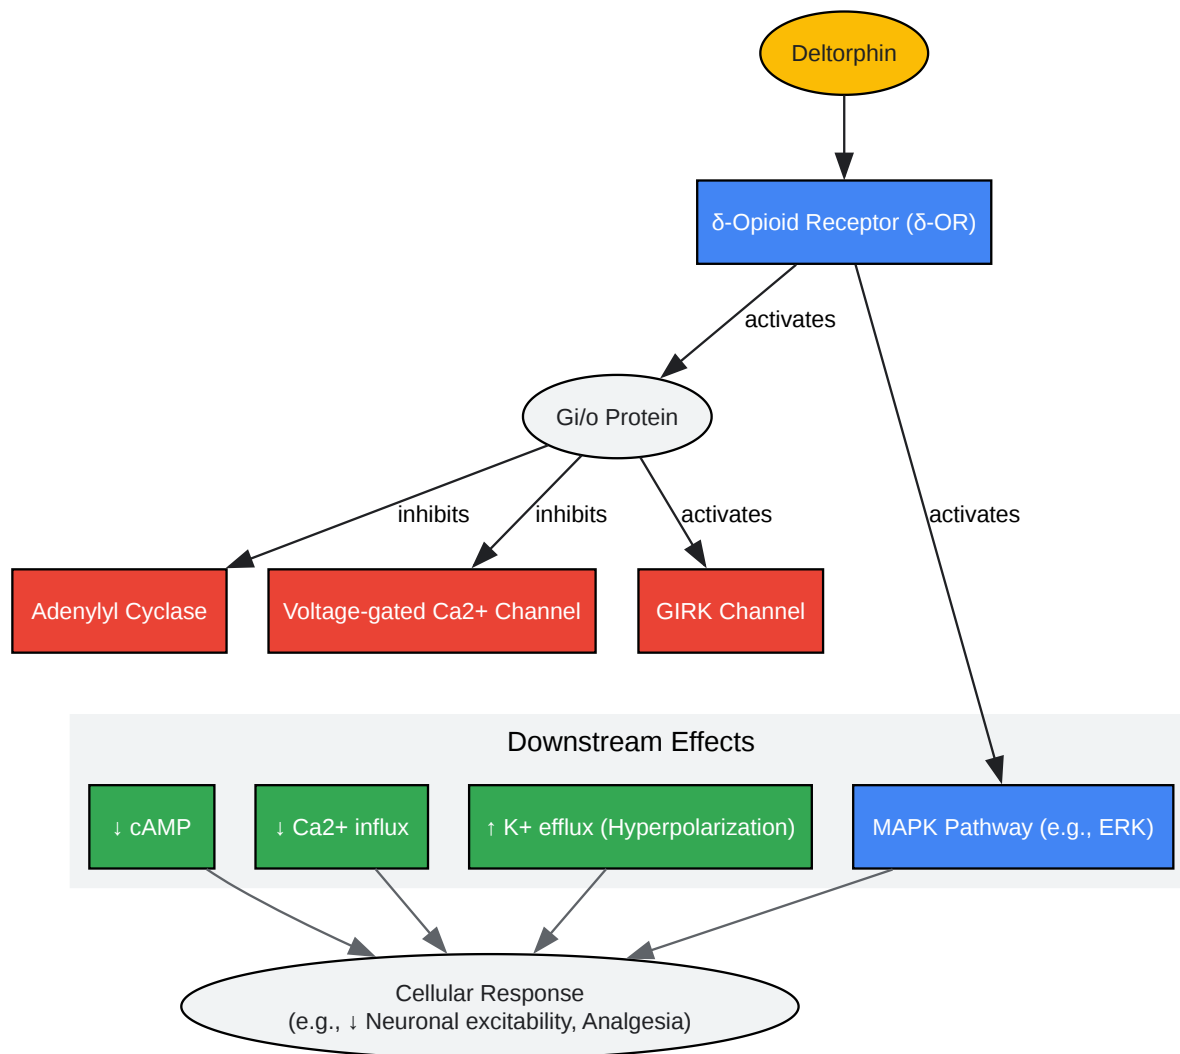 Deltorphin
δ-Opioid Receptor (δ-OR)
activates
Gi/o Protein
inhibits
inhibits
activates
activates
Adenylyl Cyclase
Voltage-gated Ca2+ Channel
GIRK Channel
Downstream Effects
↓ cAMP
↓ Ca2+ influx
↑ K+ efflux (Hyperpolarization)
MAPK Pathway (e.g., ERK)
Cellular Response
(e.g., ↓ Neuronal excitability, Analgesia)